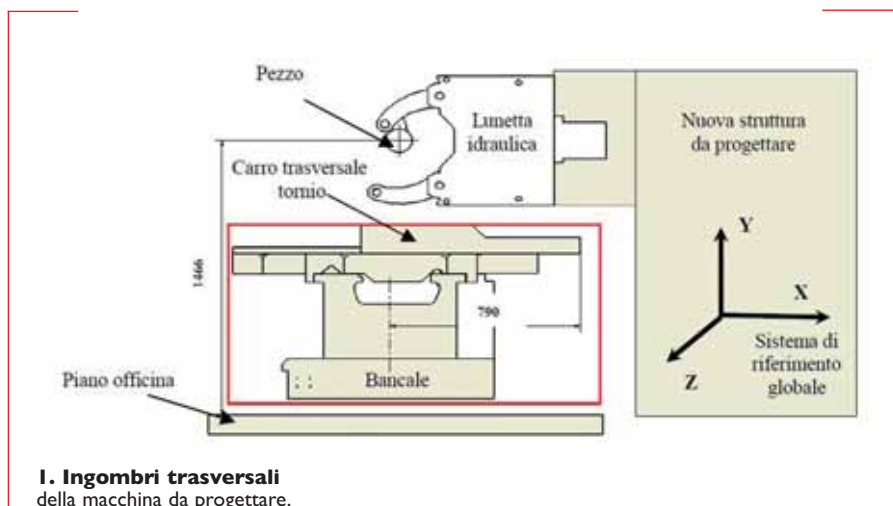 Pezzo
Lunetta
idraulica
Nuova struttura
da progettare
Carro trasversale
tornio
1466
790
Y
X
Z
Sistema di
riferimento
globale
Piano officina
Bancale
1. Ingombri trasversali
della macchina da progettare.